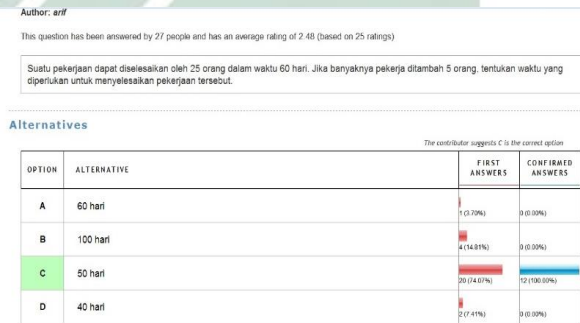 Author: arif
This question has been answered by 27 people and has an average rating of 2.48 (based on 25 ratings)
Suatu pekerjaan dapat diselesaikan oleh 25 orang dalam waktu 60 hari. Jika banyaknya pekerja ditambah 5 orang, tentukan waktu yang
diperlukan untuk menyelesaikan pekerjaan tersebut.
Alternatives
The contributor suggests C is the correct option
OPTION ALTERNATIVE FIRST ANSWERS CONFIRMED ANSWERS
A 60 hari 1 (3.70%) 0 (0.00%)
B 100 hari 4 (14.81%) 0 (0.00%)
C 50 hari 20 (74.07%) 12 (100.00%)
D 40 hari 2 (7.41%) 0 (0.00%)